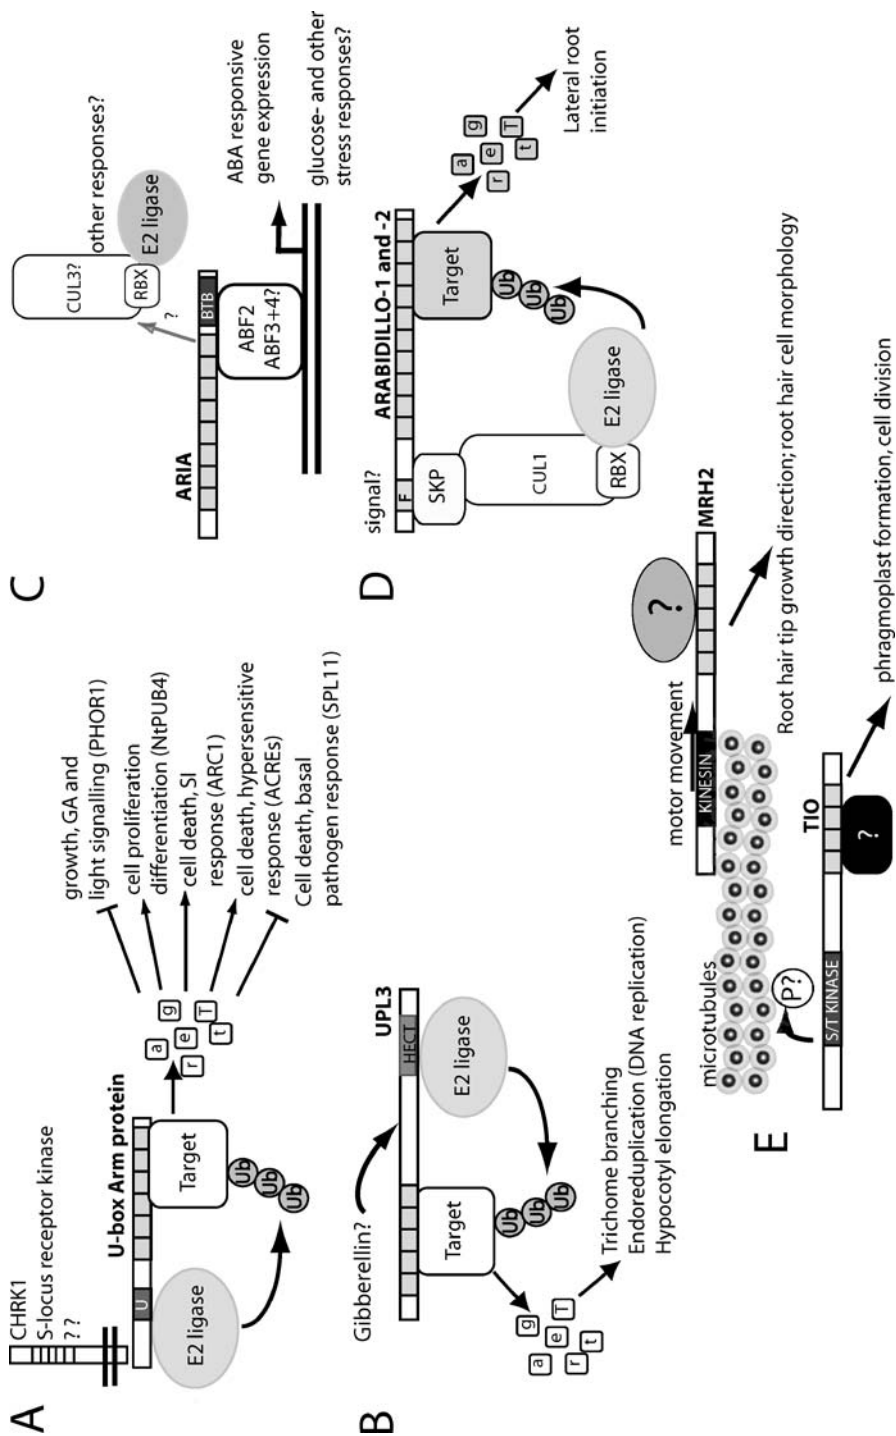 A
CHRK1
S-locus receptor kinase
? ?
U-box Arm protein
U
E2 ligase
Target
Ub
Ub
Ub
a
g
e
r
T
t
growth, GA and
light signalling (PHOR1)
cell proliferation
differentiation (NtPUB4)
cell death, SI
response (ARC1)
cell death, hypersensitive
response (ACREs)
Cell death, basal
pathogen response (SPL11)
B
Gibberellin?
UPL3
HECT
Target
E2 ligase
Ub
Ub
Ub
g
a
e
T
r
t
Trichome branching
Endoreduplication (DNA replication)
Hypocotyl elongation
C
ARIA
BTB
CUL3?
other responses?
RBX
E2 ligase
?
ABF2
ABF3+4?
ABA responsive
gene expression
glucose- and other
stress responses?
D
signal?
ARABIDILLO-1 and -2
F
SKP
CUL1
RBX
E2 ligase
Target
Ub
Ub
Ub
a
g
e
r
T
t
Lateral root
initiation
E
microtubules
motor movement
KINESIN
?
MRH2
Root hair tip growth direction; root hair cell morphology
P?
S/T KINASE
TIO
?
phragmoplast formation, cell division